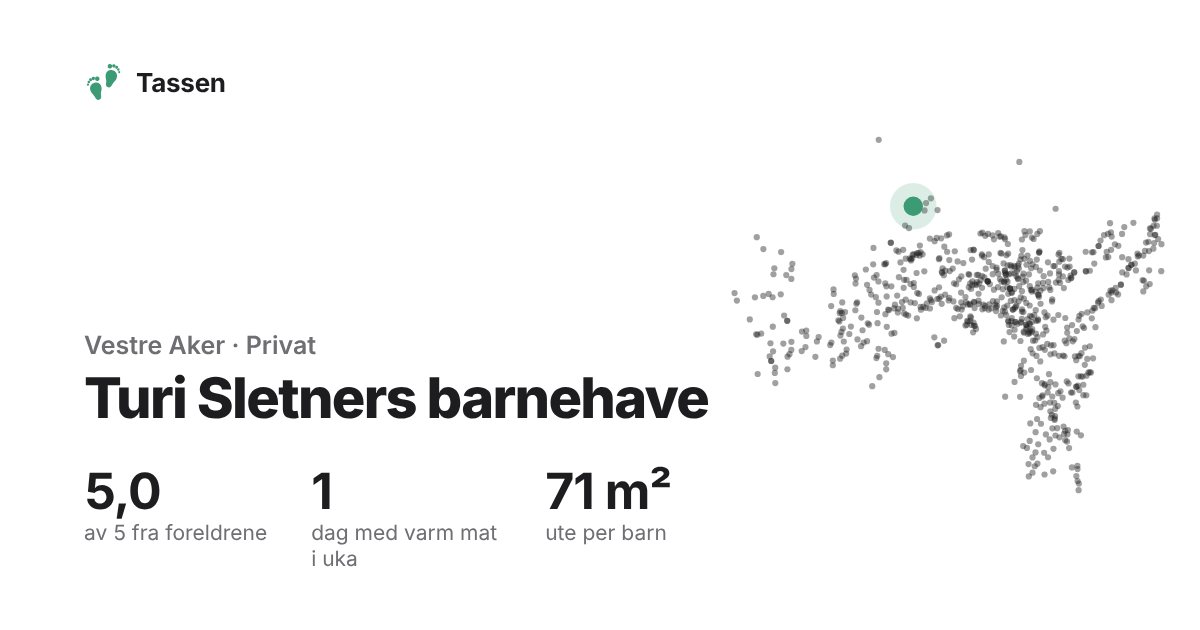 Tassen
Vestre Aker · Privat
Turi Sletners barnehave
5,0
av 5 fra foreldrene
1
dag med varm mat
i uka
71 m²
ute per barn